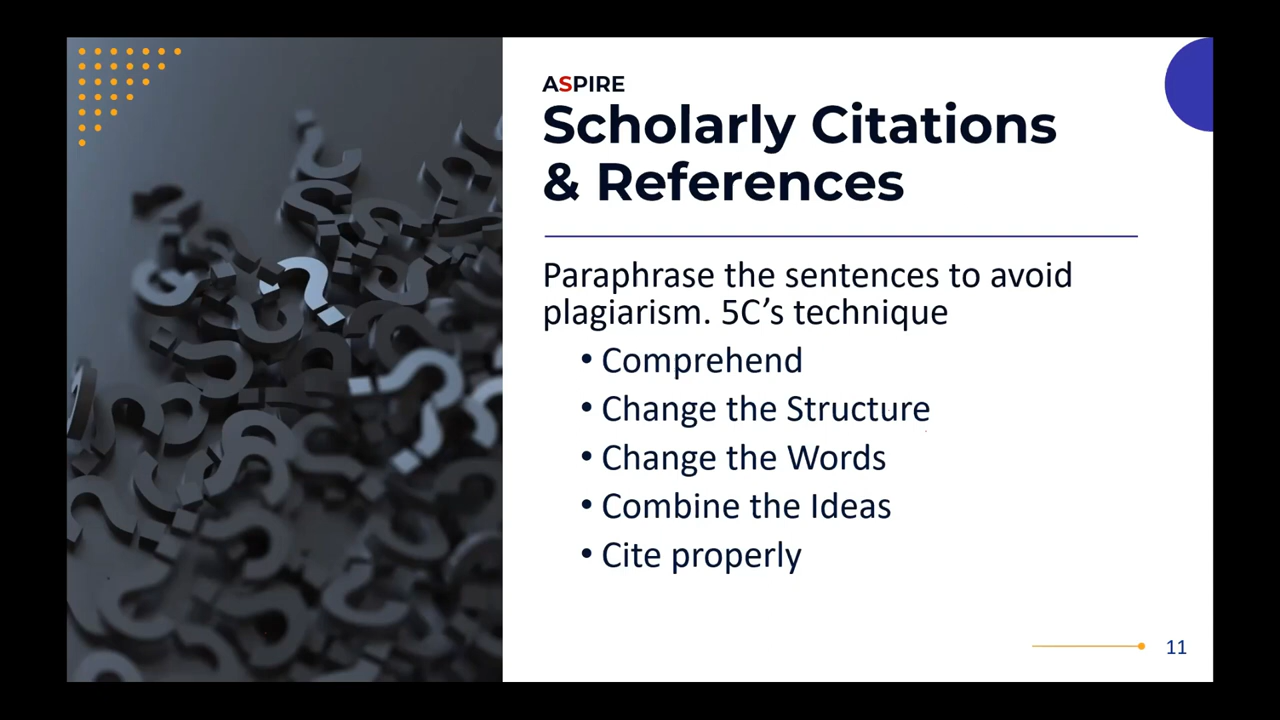 ASPIRE
Scholarly Citations
& References
Paraphrase the sentences to avoid
plagiarism. 5C’s technique
• Comprehend
• Change the Structure
• Change the Words
• Combine the Ideas
• Cite properly
11